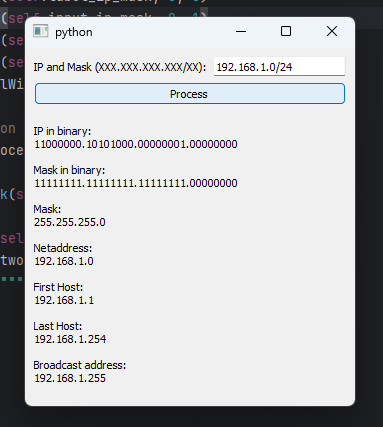 (self.input_ip_mask, 0, 1)
python
IP and Mask (XXX.XXX.XXX.XXX/XX):
192.168.1.0/24
Process
IP in binary:
11000000.10101000.00000001.00000000
Mask in binary:
11111111.11111111.11111111.00000000
Mask:
255.255.255.0
Netaddress:
192.168.1.0
First Host:
192.168.1.1
Last Host:
192.168.1.254
Broadcast address:
192.168.1.255
(se
(se
lWi
on
oce
k(s
sel
two